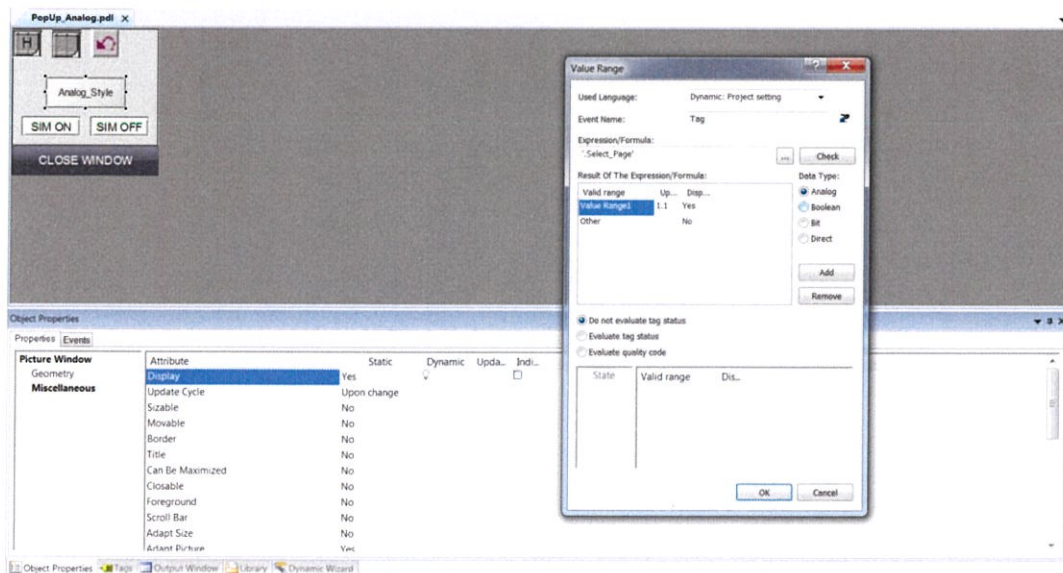 PopUp_Analog.pdl X
H
Analog_Style
SIM ON SIM OFF
CLOSE WINDOW
Value Range
Used Language: Dynamic: Project setting
Event Name: Tag
Expression/Formula:
'.Select_Page'
... Check
Result Of The Expression/Formula: Data Type:
Valid range Up... Disp...
Value Range1 1.1 Yes
Other No
Analog
Boolean
Bit
Direct
Add
Remove
Do not evaluate tag status
Evaluate tag status
Evaluate quality code
State Valid range Dis...
OK Cancel
Object Properties
Properties Events
Picture Window
Geometry
Miscellaneous
Attribute Static Dynamic Upda... Indi...
Display Yes
Update Cycle Upon change
Sizable No
Movable No
Border No
Title No
Can Be Maximized No
Closable No
Foreground No
Scroll Bar No
Adapt Size No
Adapt Picture Yes
Object Properties Tags Output Window Library Dynamic Wizard